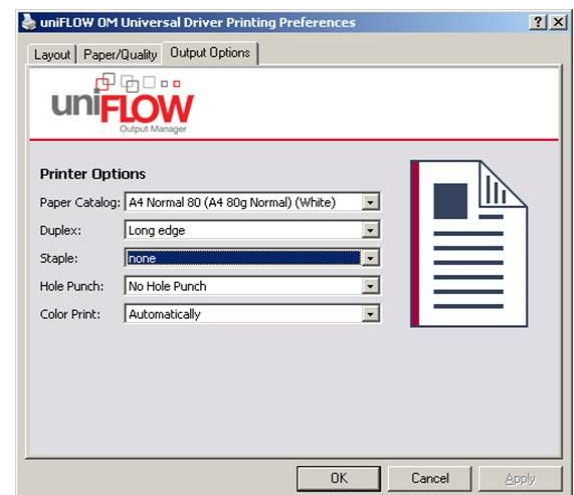 uniFLOW OM Universal Driver Printing Preferences
Layout Paper/Quality Output Options
uniFLOW
Output Manager
Printer Options
Paper Catalog: A4 Normal 80 (A4 80g Normal) (White)
Duplex: Long edge
Staple: none
Hole Punch: No Hole Punch
Color Print: Automatically
OK Cancel Apply